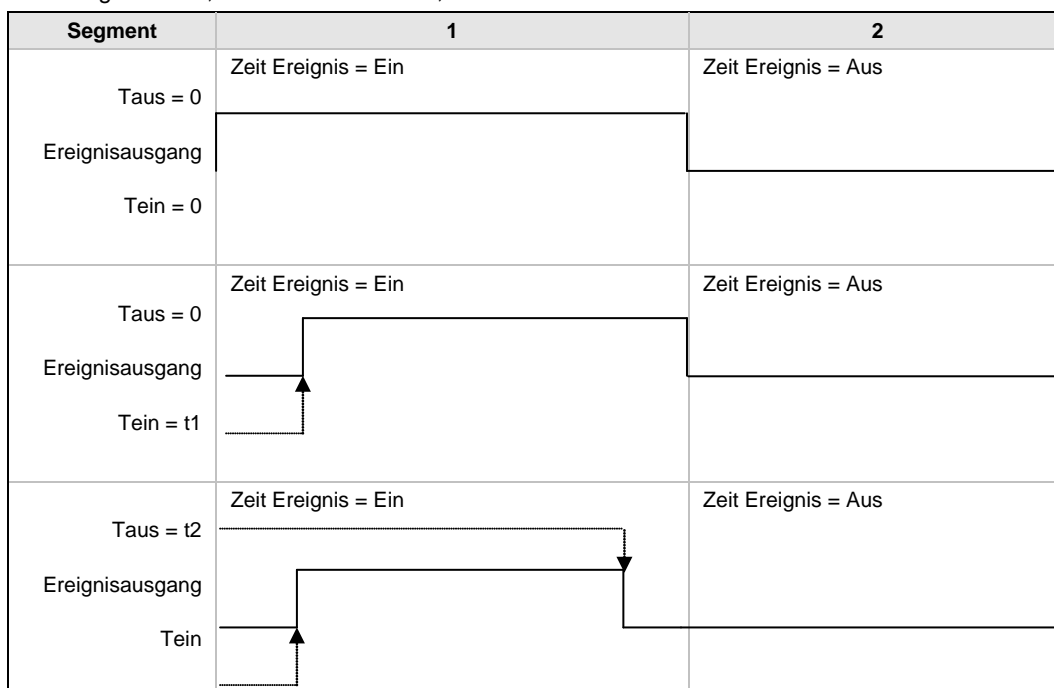 Segment 1 2
Zeit Ereignis = Ein Zeit Ereignis = Aus
Taus = 0
Ereignisausgang
Tein = 0
Zeit Ereignis = Ein Zeit Ereignis = Aus
Taus = 0
Ereignisausgang
Tein = t1
Zeit Ereignis = Ein Zeit Ereignis = Aus
Taus = t2
Ereignisausgang
Tein